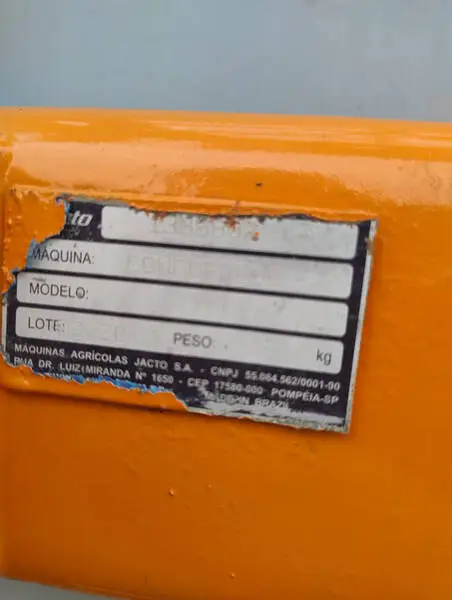 cto
MÁQUINA:
MODELO:
LOTE: PESO kg
MÁQUINAS AGRÍCOLAS JACTO S.A. - CNPJ 55.064.562/0001-90
RUA DR. LUIZ MIRANDA Nº 1650 - CEP 17580-000 POMPÉIA-SP
BRAZIL